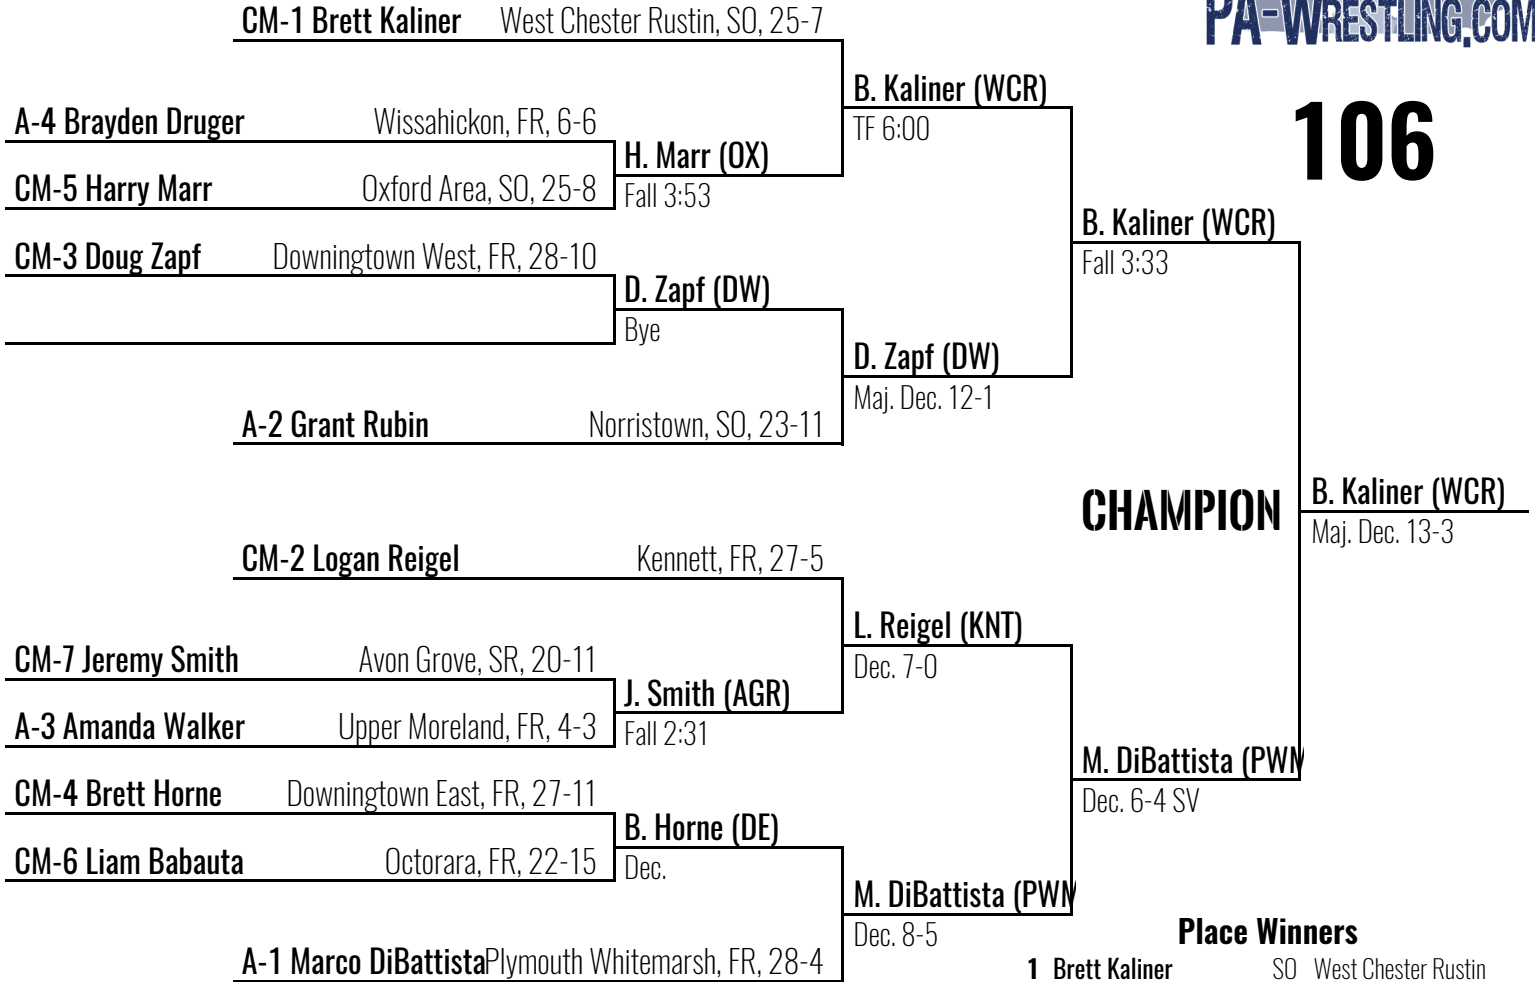 CM-1 Brett Kaliner West Chester Rustin, SO, 25-7
PA-WRESTLING.COM
B. Kaliner (WCR)
TF 6:00
106
A-4 Brayden Druger Wissahickon, FR, 6-6
H. Marr (OX)
Fall 3:53
CM-5 Harry Marr Oxford Area, SO, 25-8
B. Kaliner (WCR)
Fall 3:33
CM-3 Doug Zapf Downingtown West, FR, 28-10
D. Zapf (DW)
Bye
D. Zapf (DW)
Maj. Dec. 12-1
A-2 Grant Rubin Norristown, SO, 23-11
CHAMPION
B. Kaliner (WCR)
Maj. Dec. 13-3
CM-2 Logan Reigel Kennett, FR, 27-5
L. Reigel (KNT)
Dec. 7-0
CM-7 Jeremy Smith Avon Grove, SR, 20-11
J. Smith (AGR)
Fall 2:31
A-3 Amanda Walker Upper Moreland, FR, 4-3
M. DiBattista (PWM
Dec. 6-4 SV
CM-4 Brett Horne Downingtown East, FR, 27-11
B. Horne (DE)
Dec.
CM-6 Liam Babauta Octorara, FR, 22-15
M. DiBattista (PWM
Dec. 8-5
A-1 Marco DiBattista Plymouth Whitemarsh, FR, 28-4
Place Winners
1 Brett Kaliner SO West Chester Rustin